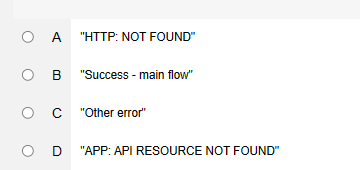 A "HTTP: NOT FOUND"
B "Success - main flow"
C "Other error"
D "APP: API RESOURCE NOT FOUND"